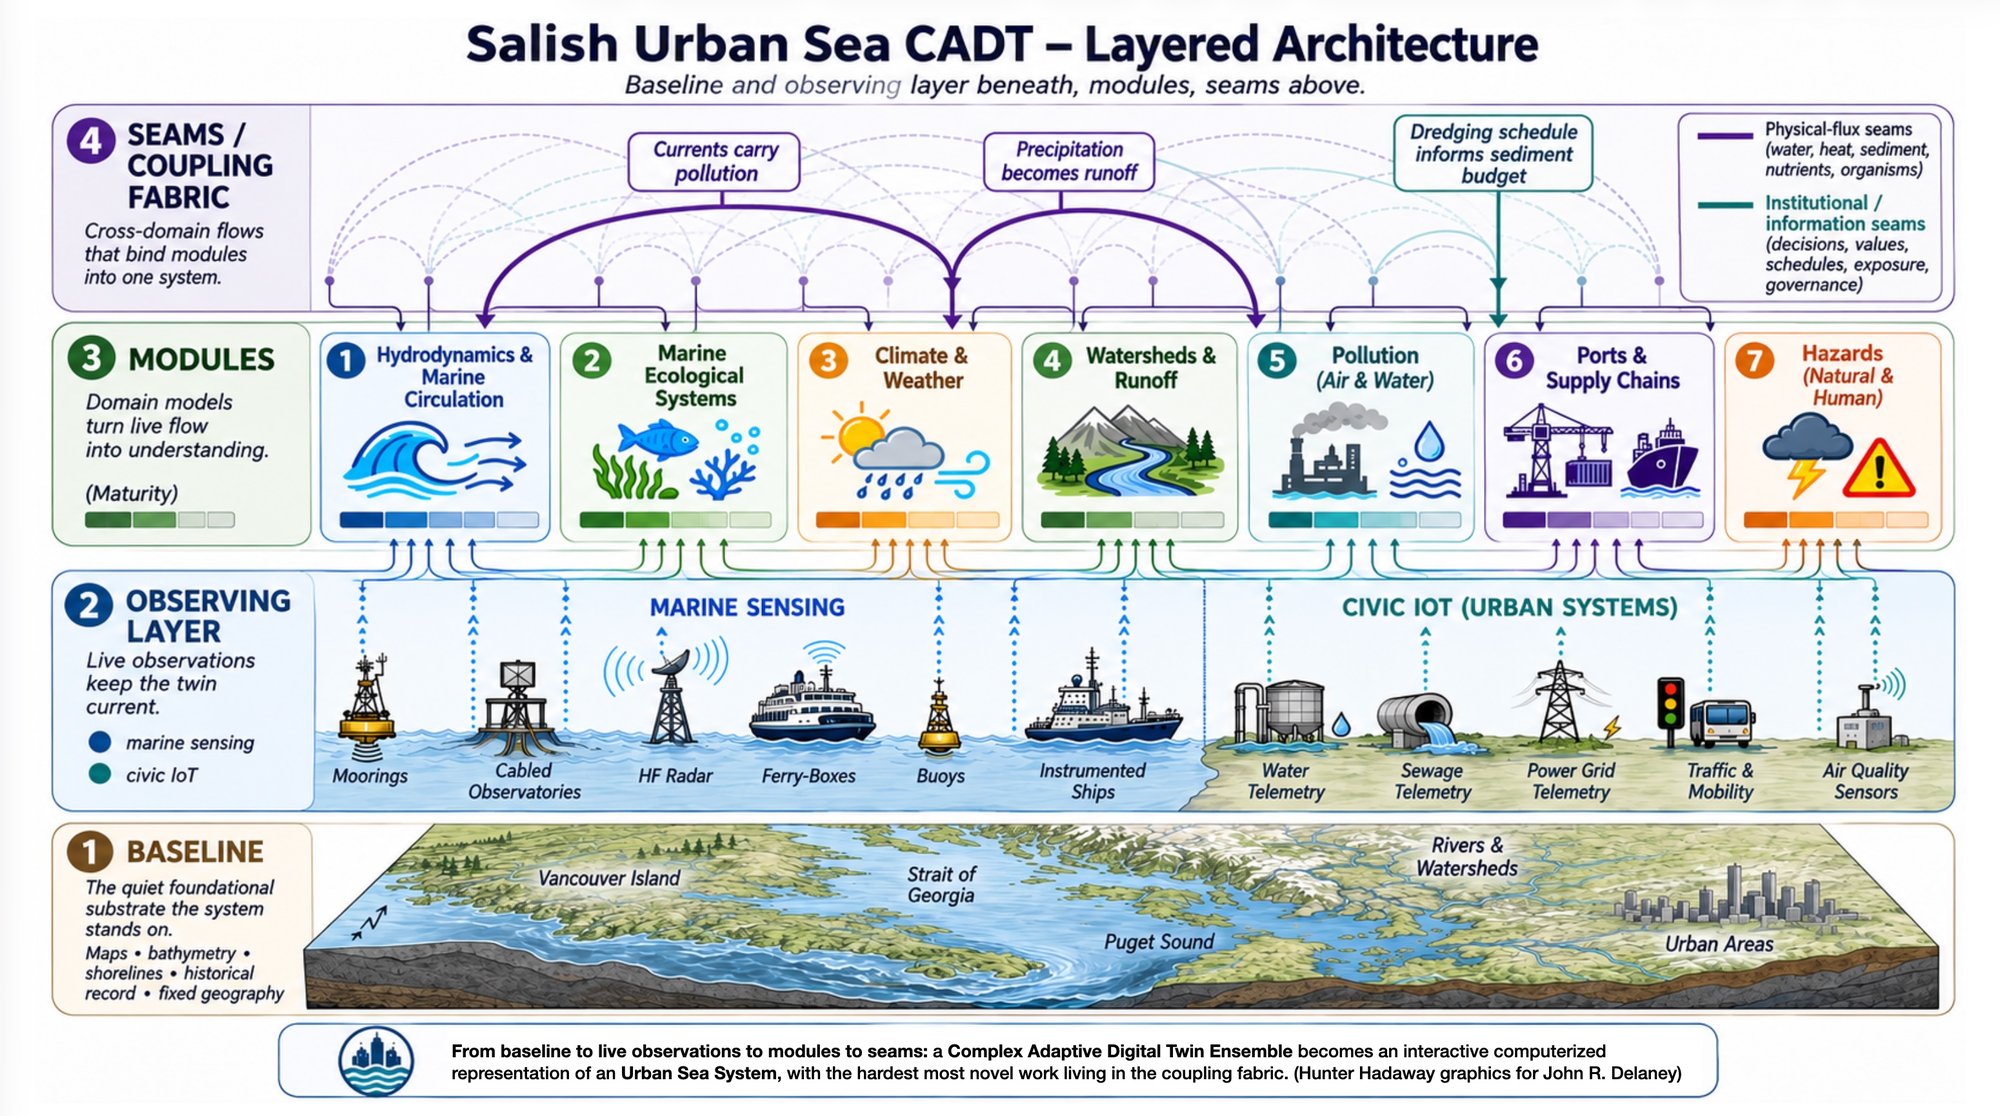 Salish Urban Sea CADT – Layered Architecture
Baseline and observing layer beneath, modules, seams above.
4
SEAMS /
COUPLING
FABRIC
Cross-domain flows
that bind modules
into one system.
Currents carry
pollution
Precipitation
becomes runoff
Dredging schedule
informs sediment
budget
Physical-flux seams
(water, heat, sediment,
nutrients, organisms)
Institutional /
information seams
(decisions, values,
schedules, exposure,
governance)
3
MODULES
Domain models
turn live flow
into understanding.
(Maturity)
1
Hydrodynamics &
Marine
Circulation
2
Marine
Ecological
Systems
3
Climate &
Weather
4
Watersheds &
Runoff
5
Pollution
(Air & Water)
6
Ports &
Supply Chains
7
Hazards
(Natural &
Human)
2
OBSERVING
LAYER
Live observations
keep the twin
current.
marine sensing
civic IoT
MARINE SENSING
CIVIC IOT (URBAN SYSTEMS)
Moorings
Cabled
Observatories
HF Radar
Ferry-Boxes
Buoys
Instrumented
Ships
Water
Telemetry
Sewage
Telemetry
Power Grid
Telemetry
Traffic &
Mobility
Air Quality
Sensors
1
BASELINE
The quiet foundational
substrate the system
stands on.
Maps • bathymetry •
shorelines • historical
record • fixed geography
Vancouver Island
Strait of
Georgia
Puget Sound
Rivers &
Watersheds
Urban Areas
From baseline to live observations to modules to seams: a Complex Adaptive Digital Twin Ensemble becomes an interactive computerized
representation of an Urban Sea System, with the hardest most novel work living in the coupling fabric. (Hunter Hadaway graphics for John R. Delaney)